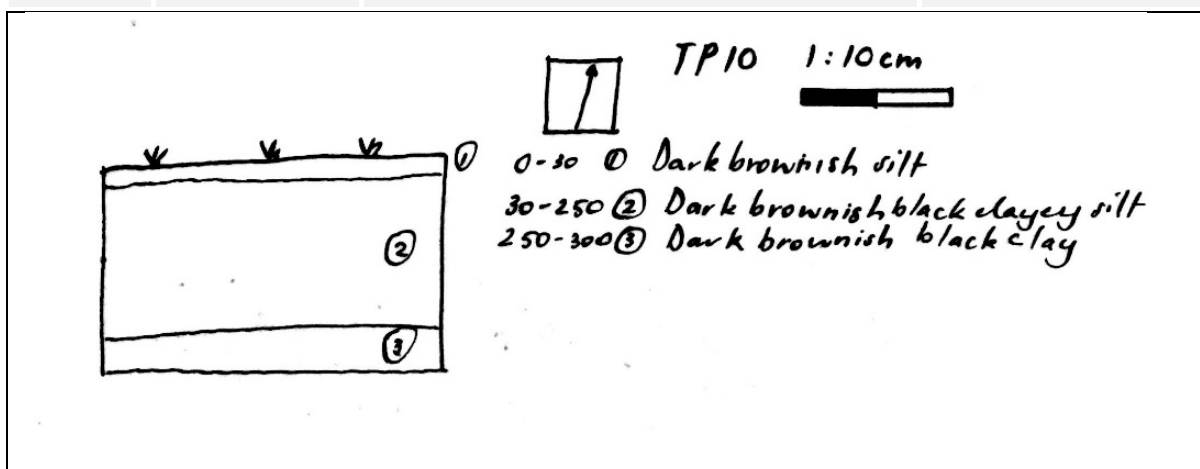 TP10 1:10cm
0-30 ① Dark brownish silt
30-250 ② Dark brownish black clayey silt
250-300 ③ Dark brownish black clay
①
②
③